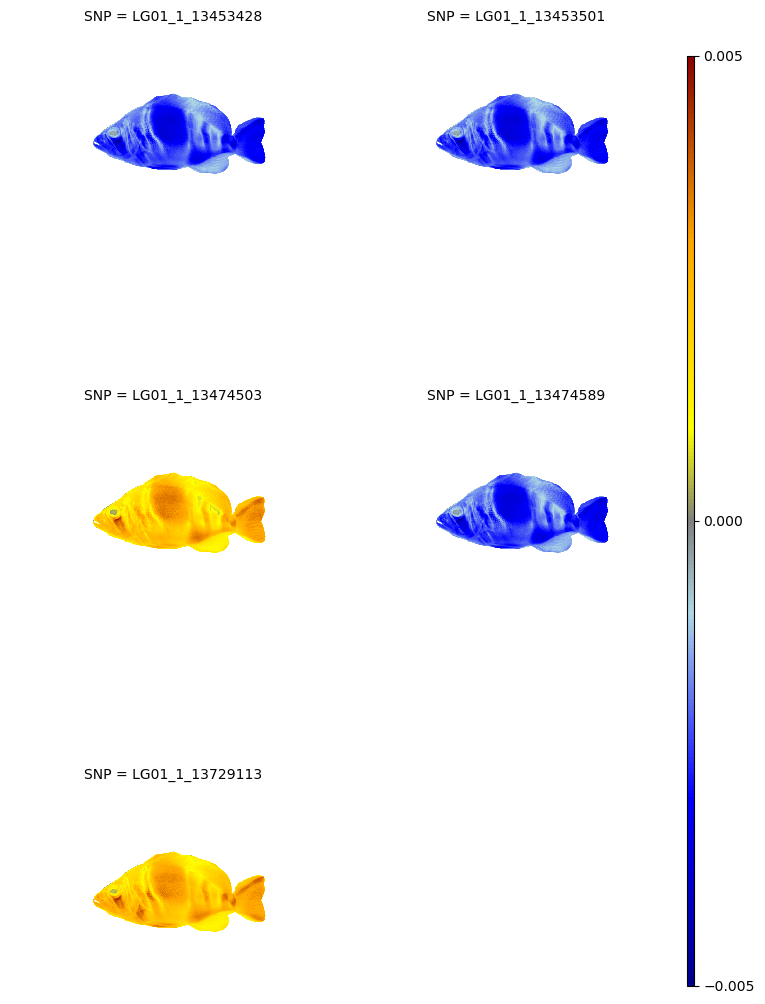 SNP = LG01_1_13453428
SNP = LG01_1_13453501
0.005
SNP = LG01_1_13474503
SNP = LG01_1_13474589
0.000
SNP = LG01_1_13729113
−0.005